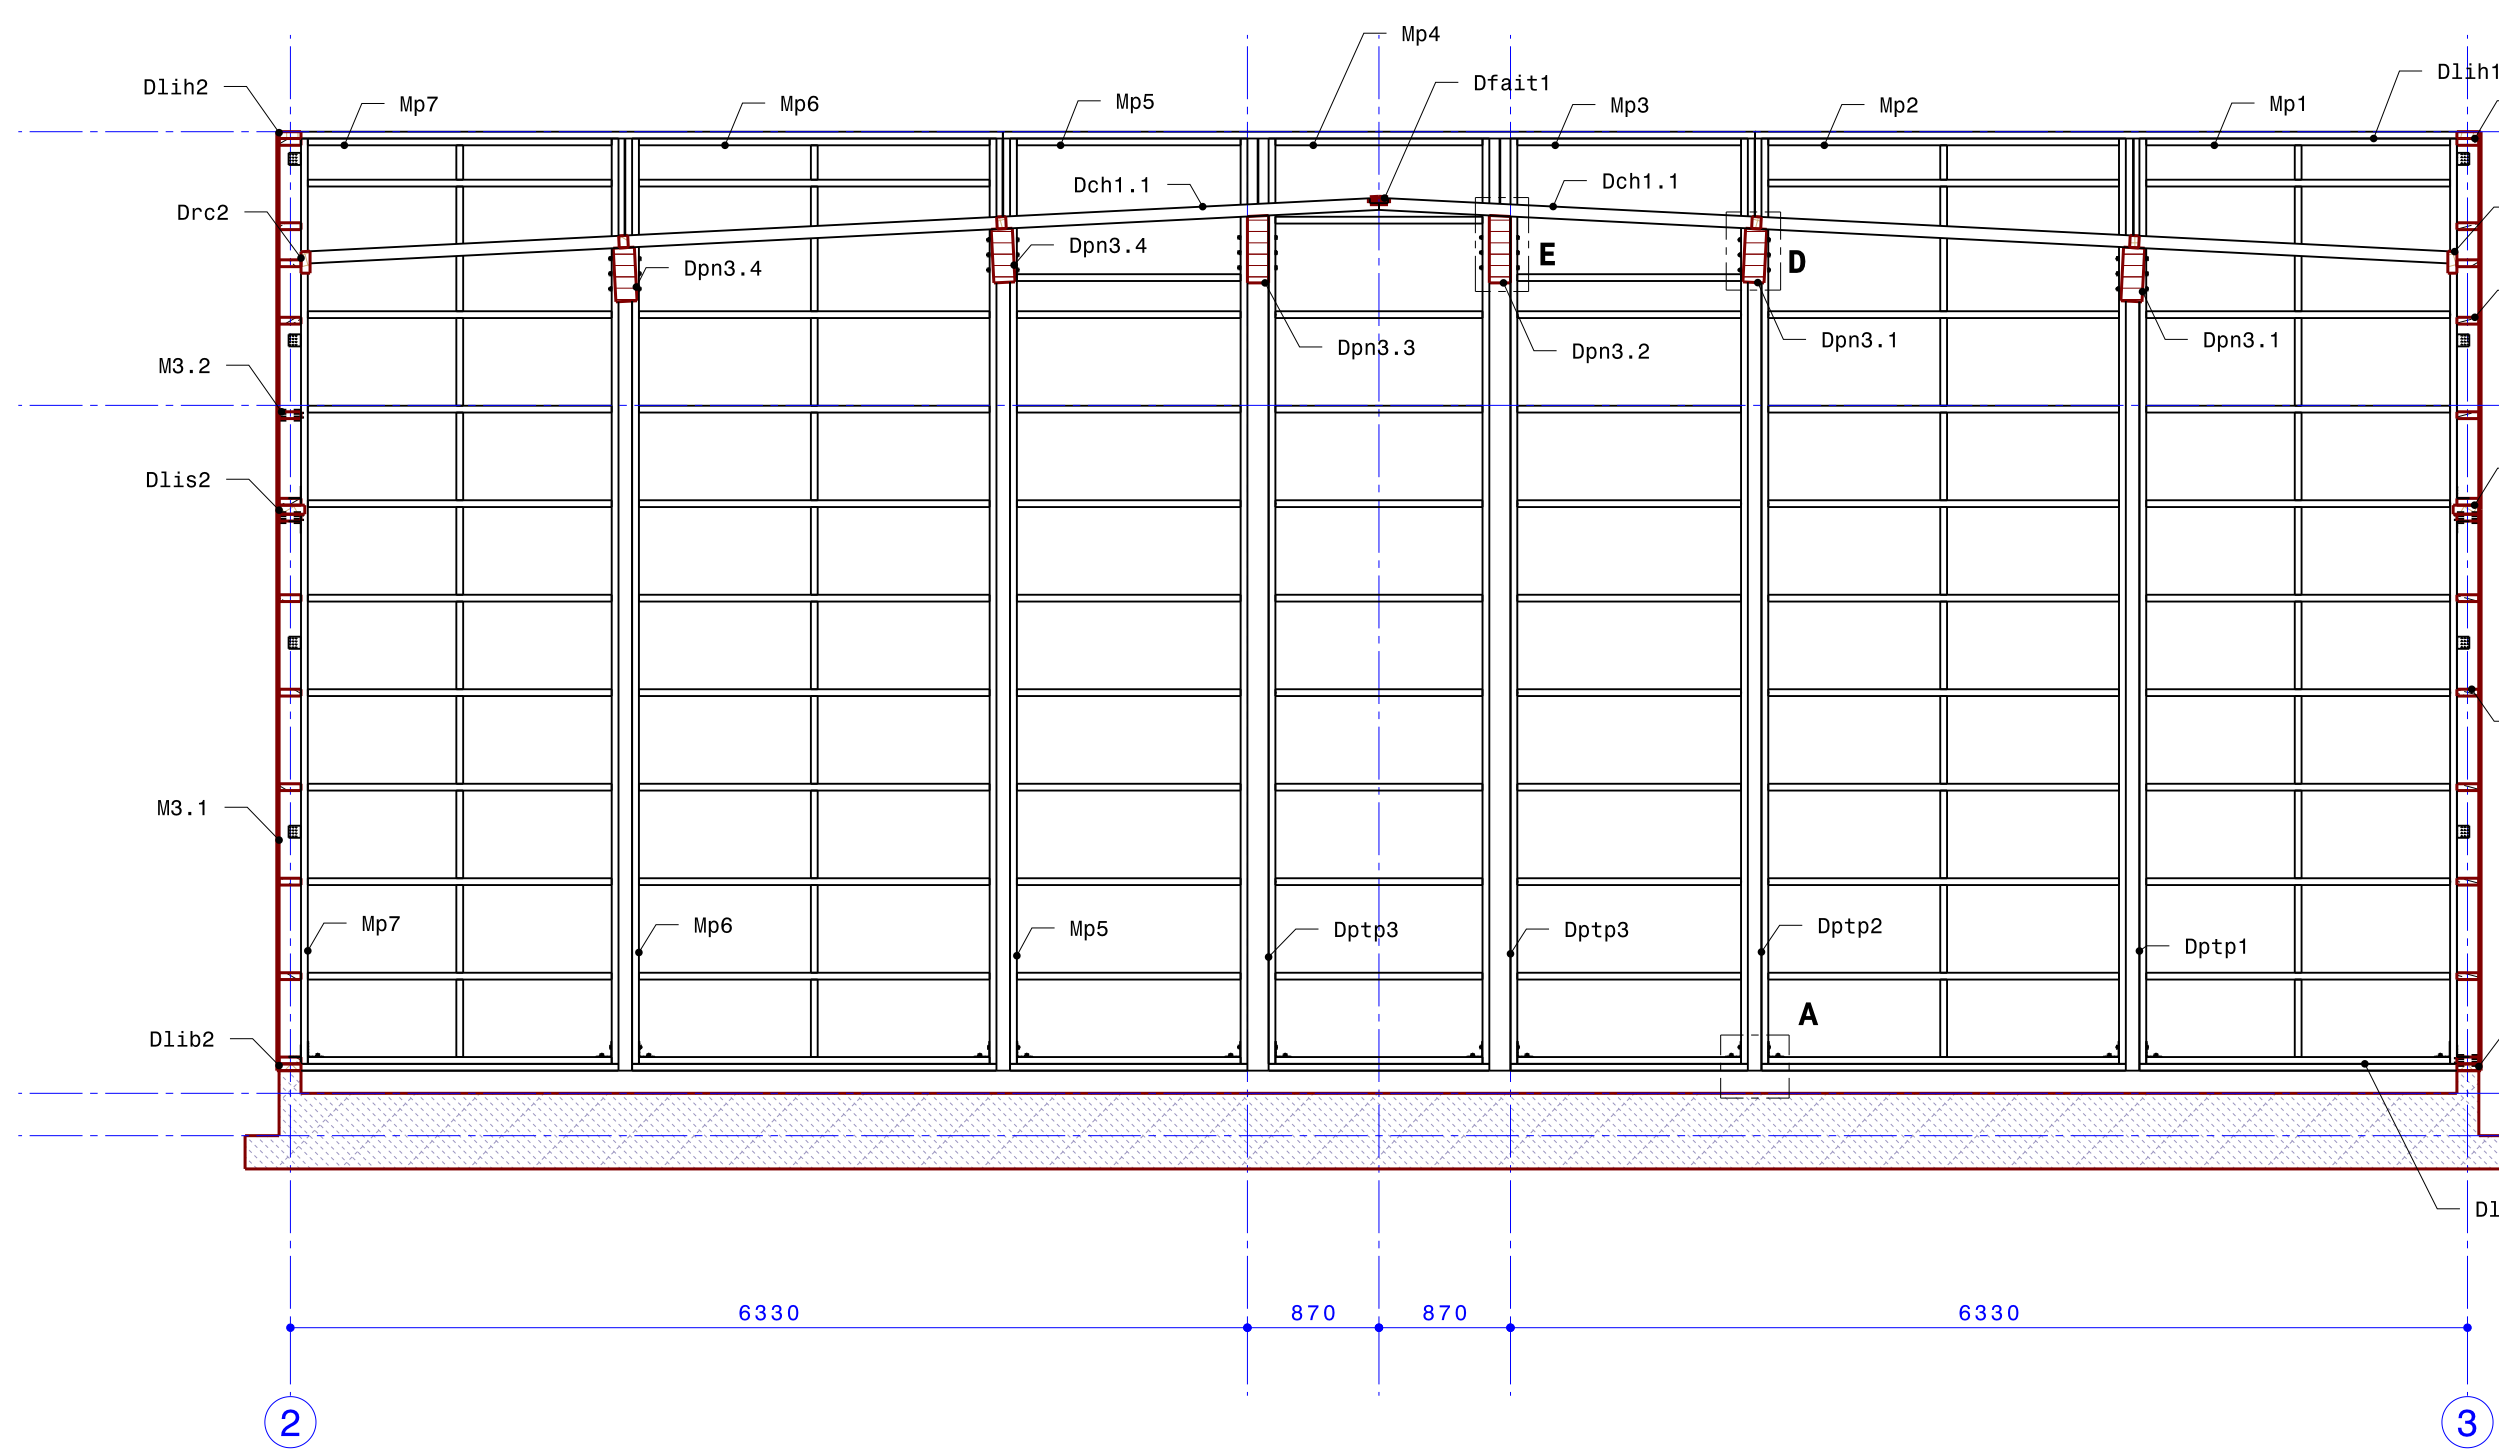 Mp4
Dlih2
Mp7
Mp6
Mp5
Dfait1
Mp3
Mp2
Mp1
Dlih1
Drc2
Dch1.1
Dch1.1
Dpn3.4
Dpn3.4
E
D
M3.2
Dpn3.3
Dpn3.2
Dpn3.1
Dpn3.1
Dlis2
M3.1
Mp7
Mp6
Mp5
Dptp3
Dptp3
Dptp2
Dptp1
Dlib2
A
Dl
6330
870
870
6330
2
3